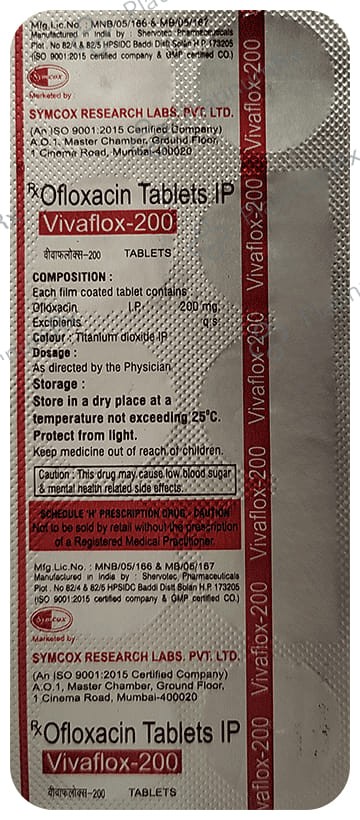 Mfg.Lic.No. : MNB/05/166 & MB/05/167
Manufactured in India by : Shervotec Pharmaceuticals
Plot . No 82/4 & 82/5 HPSIDC Baddi Distt Solan H.P. 173205
(ISO 9001:2015 certified company & GMP certified CO.)
Symcox
Marketed by :
SYMCOX RESEARCH LABS. PVT. LTD.
(An ISO 9001:2015 Certified Company)
A.O.1, Master Chamber, Ground Floor,
1 Cinema Road, Mumbai-400020
Rx Ofloxacin Tablets IP
Vivaflox-200
वीवाफलोक्स-200 TABLETS
COMPOSITION :
Each film coated tablet contains :
Ofloxacin I.P. 200 mg.
Excipients q.s.
Colour : Titanium dioxide IP
Dosage :
As directed by the Physician.
Storage :
Store in a dry place at a
temperature not exceeding 25°C.
Protect from light.
Keep medicine out of reach of children.
Caution : This drug may cause low blood sugar
& mental health related side effects.
SCHEDULE 'H' PRESCRIPTION DRUG - CAUTION
Not to be sold by retail without the prescription
of a Registered Medical Practitioner.
Mfg.Lic.No. : MNB/05/166 & MB/05/167
Manufactured in India by : Shervotec Pharmaceuticals
Plot . No 82/4 & 82/5 HPSIDC Baddi Distt Solan H.P. 173205
(ISO 9001:2015 certified company & GMP certified CO.)
Symcox
Marketed by :
SYMCOX RESEARCH LABS. PVT. LTD.
(An ISO 9001:2015 Certified Company)
A.O.1, Master Chamber, Ground Floor,
1 Cinema Road, Mumbai-400020
Rx Ofloxacin Tablets IP
Vivaflox-200
वीवाफलोक्स-200 TABLETS
Vivaflox-200
Vivaflox-200
Vivaflox-200
Vivaflox-200
Vivaflox-200
Vivaflox-200
vaflox-200